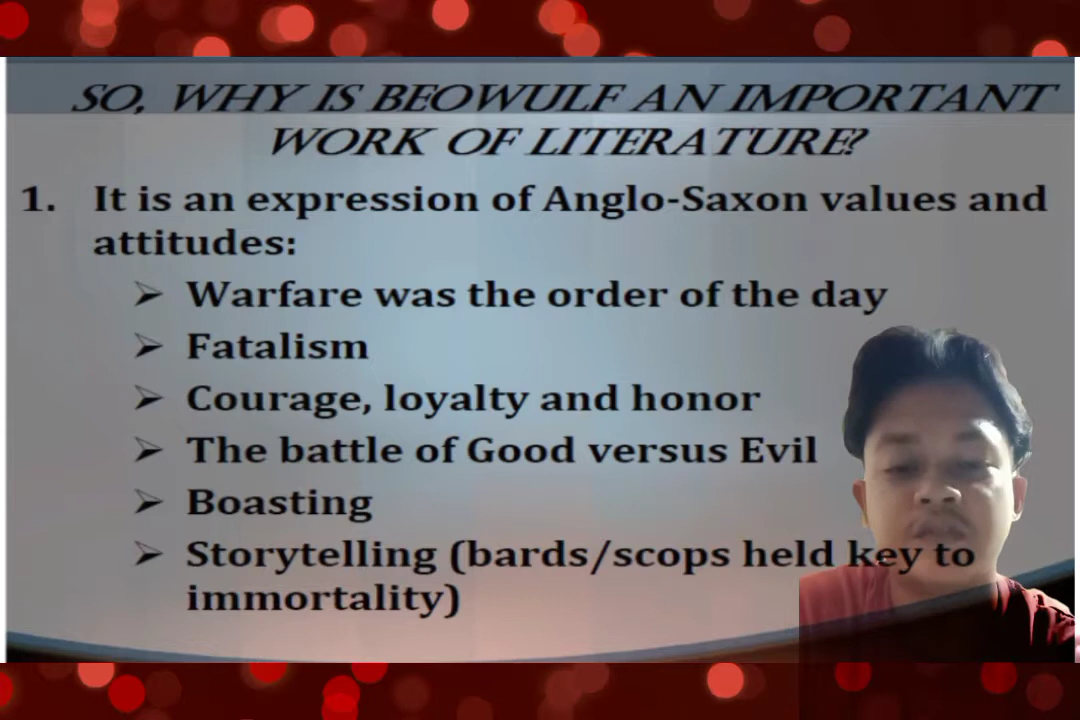 SO, WHY IS BEOWULF AN IMPORTANT
WORK OF LITERATURE?
1. It is an expression of Anglo-Saxon values and
attitudes:
➢ Warfare was the order of the day
➢ Fatalism
➢ Courage, loyalty and honor
➢ The battle of Good versus Evil
➢ Boasting
➢ Storytelling (bards/scops held key to
immortality)